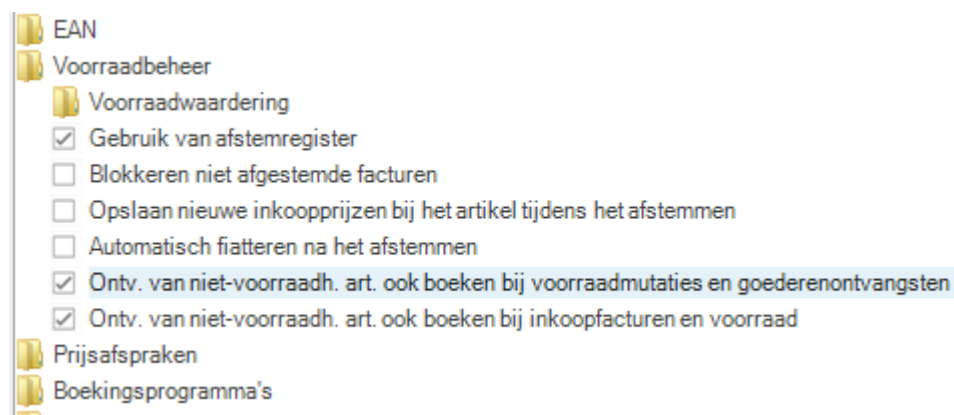 EAN
Voorraadbeheer
Voorraadwaardering
Gebruik van afstemregister
Blokkeren niet afgestemde facturen
Opslaan nieuwe inkoopprijzen bij het artikel tijdens het afstemmen
Automatisch fiatteren na het afstemmen
Ontv. van niet-voorraadh. art. ook boeken bij voorraadmutaties en goederenontvangsten
Ontv. van niet-voorraadh. art. ook boeken bij inkoopfacturen en voorraad
Prijsafspraken
Boekingsprogramma's